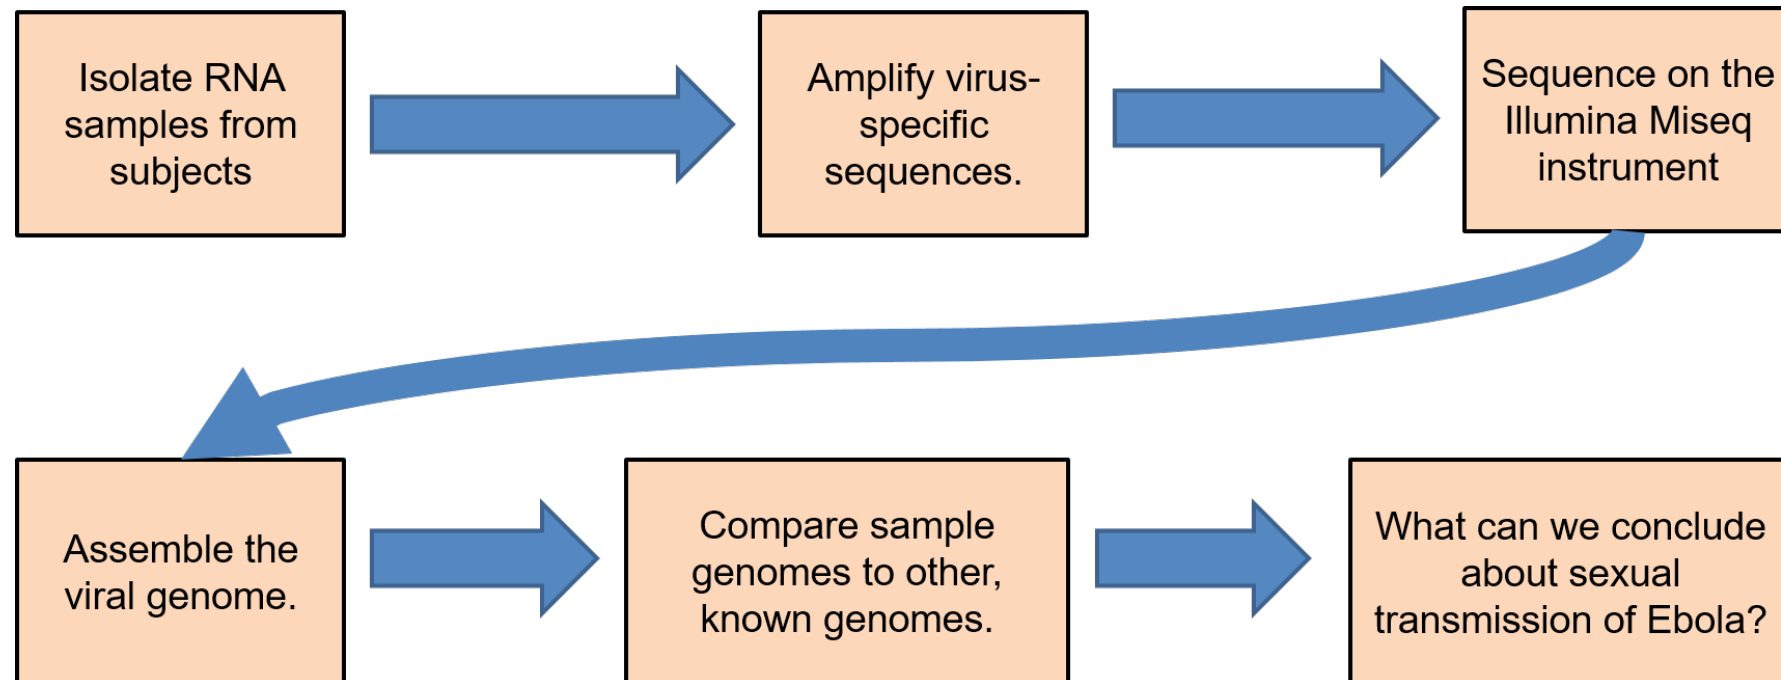 Isolate RNA
samples from
subjects
Amplify virus-
specific
sequences.
Sequence on the
Illumina Miseq
instrument
Assemble the
viral genome.
Compare sample
genomes to other,
known genomes.
What can we conclude
about sexual
transmission of Ebola?